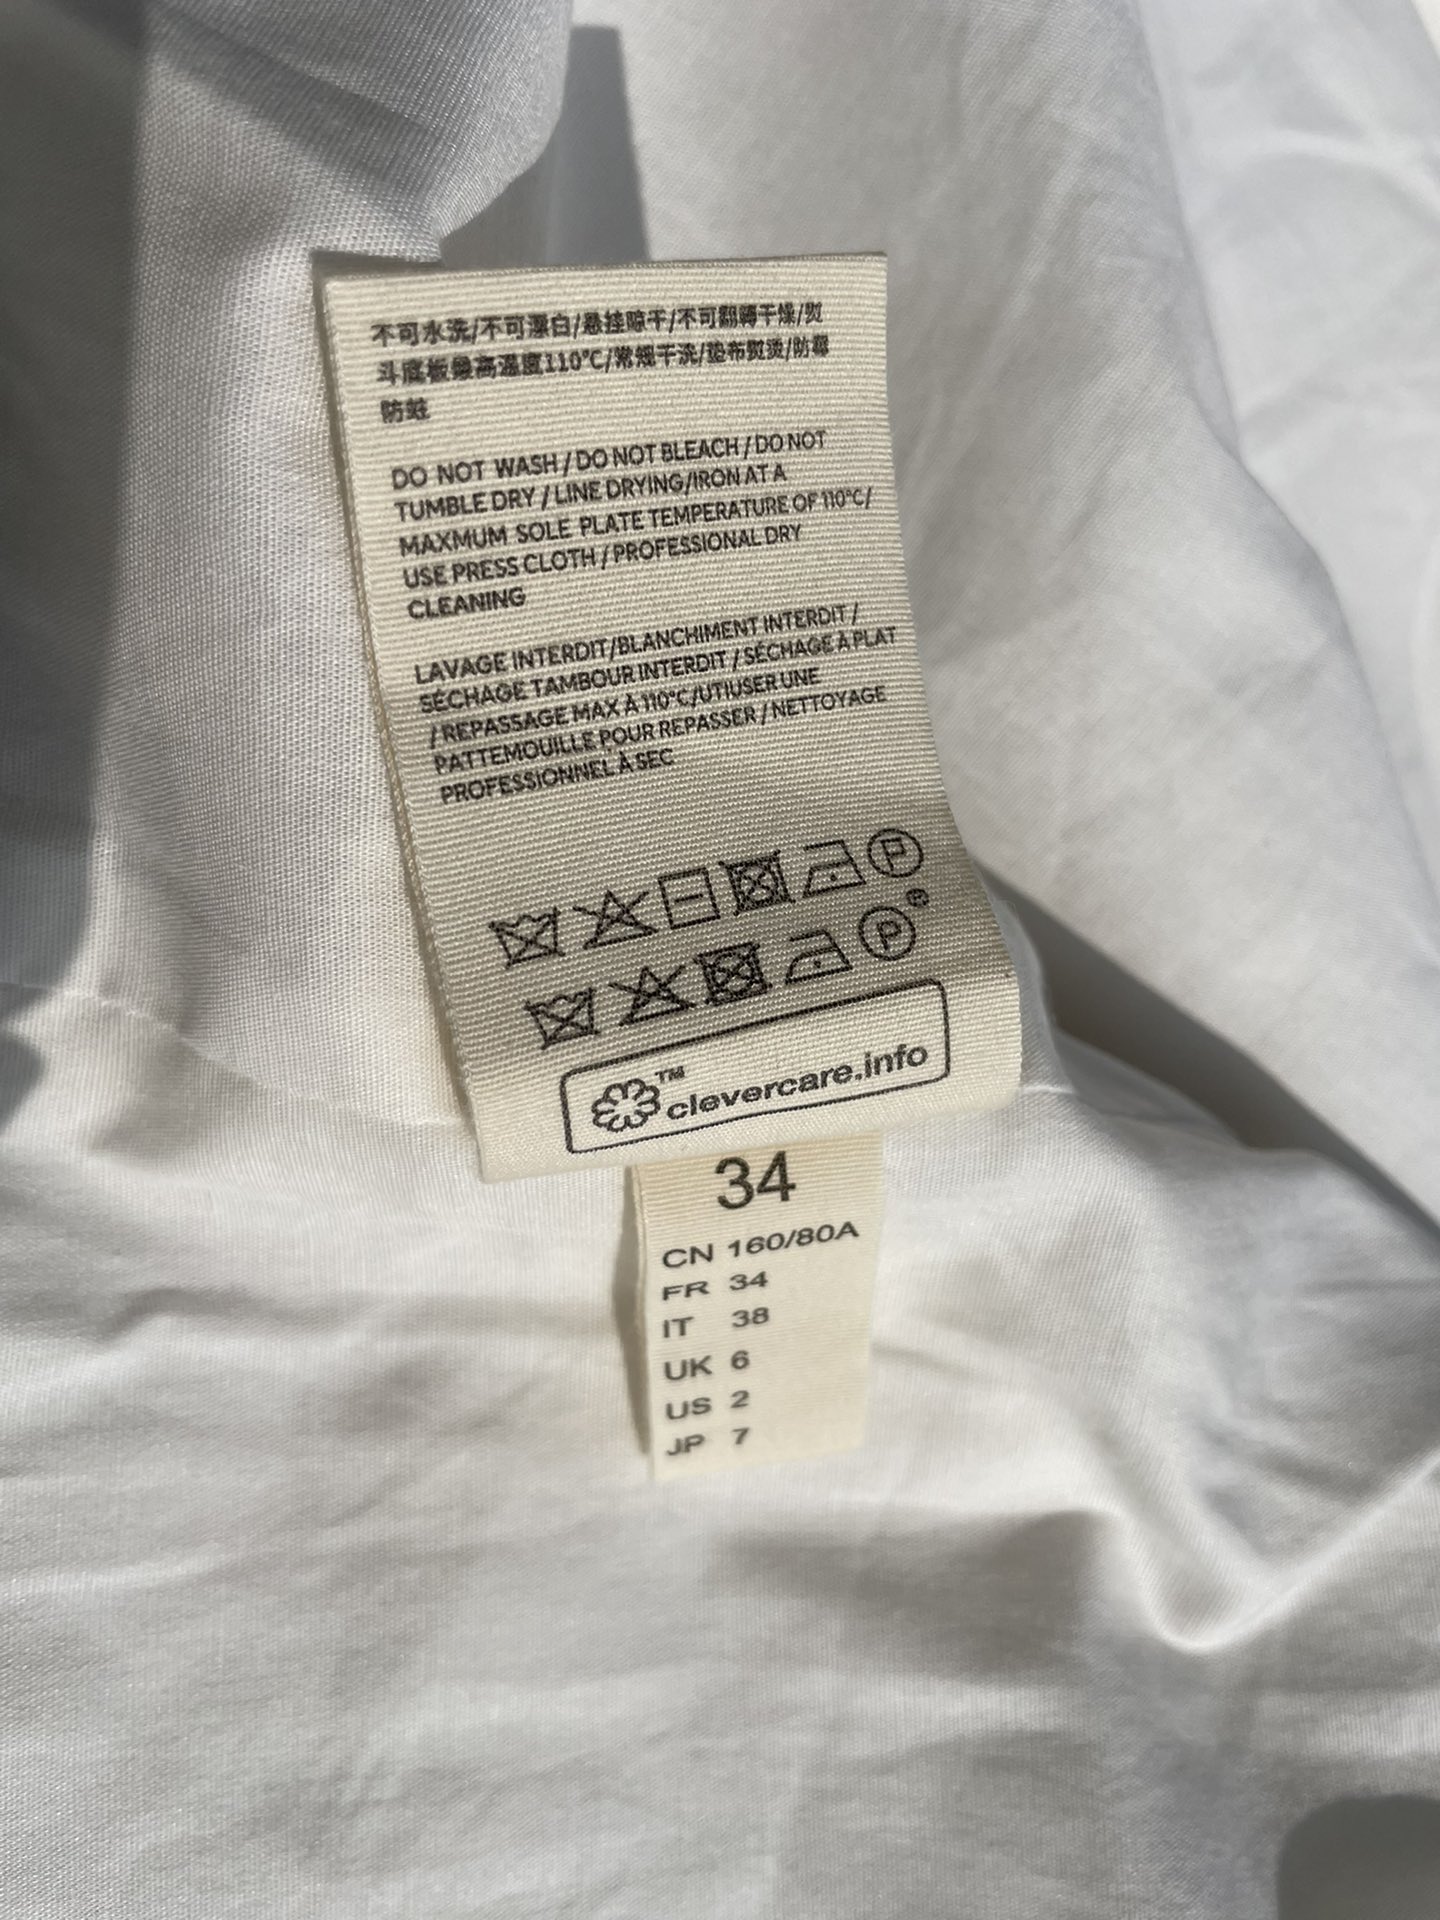 不可水洗/不可漂白/悬挂晾干/不可翻轉干燥/熨
斗底板最高温度110℃/常规干洗/垫布熨烫/防霉
防蛀
DO NOT WASH / DO NOT BLEACH / DO NOT
TUMBLE DRY / LINE DRYING/IRON AT A
MAXMUM SOLE PLATE TEMPERATURE OF 110℃/
USE PRESS CLOTH / PROFESSIONAL DRY
CLEANING
LAVAGE INTERDIT/BLANCHIMENT INTERDIT /
SÉCHAGE TAMBOUR INTERDIT / SÉCHAGE À PLAT
/ REPASSAGE MAX À 110℃/UTIUSER UNE
PATTEMOUILLE POUR REPASSER / NETTOYAGE
PROFESSIONNEL À SEC
P
P ®
TM clevercare.info
34
CN 160/80A
FR 34
IT 38
UK 6
US 2
JP 7